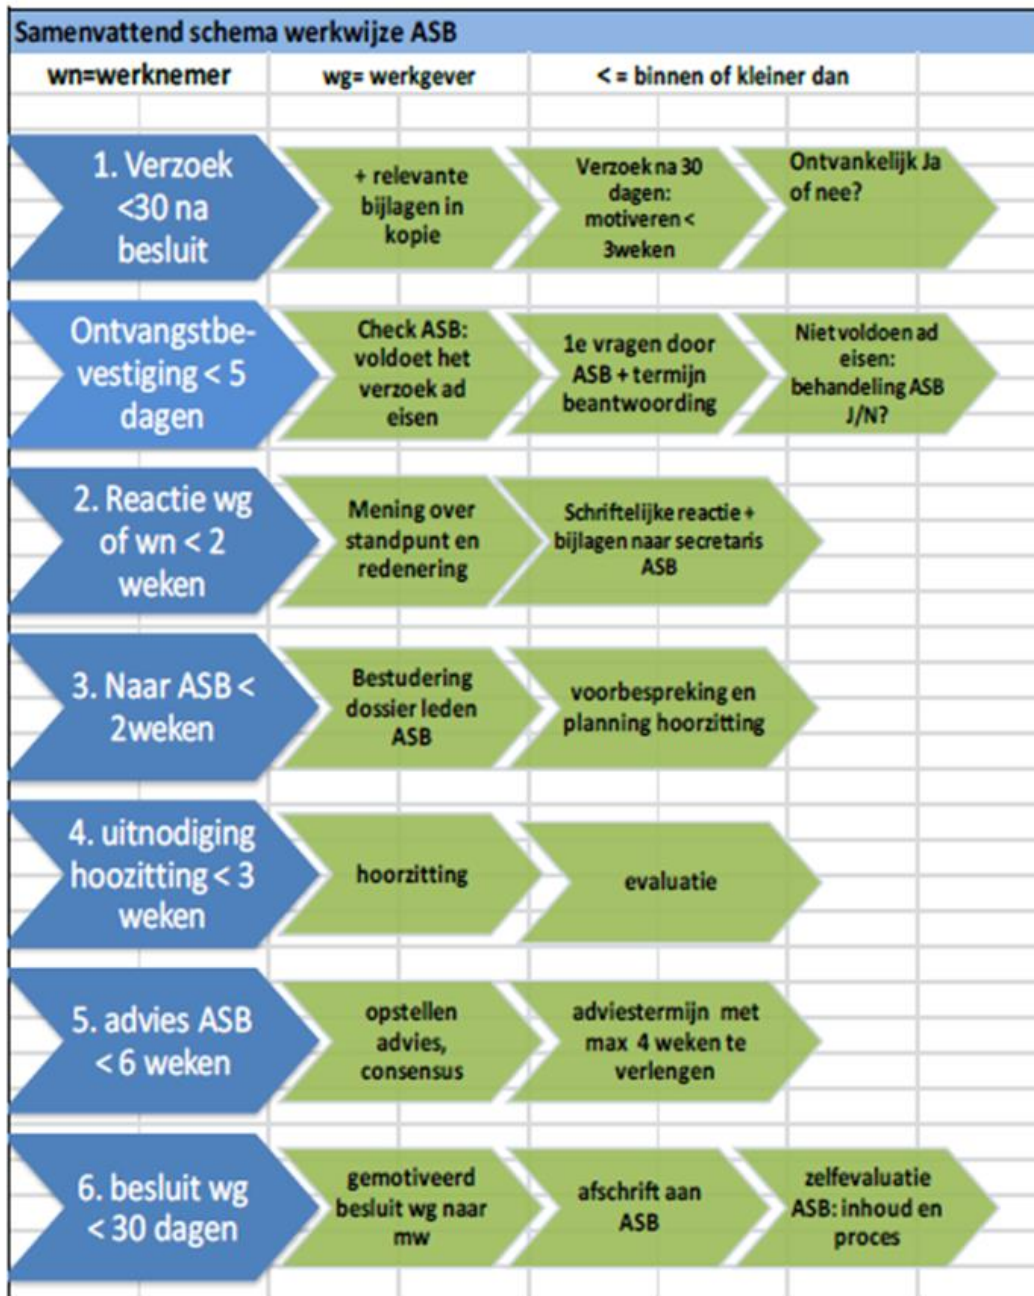 Samenvattend schema werkwijze ASB
wn=werknemer wg= werkgever < = binnen of kleiner dan
1. Verzoek
<30 na
besluit
+ relevante
bijlagen in
kopie
Verzoek na 30
dagen:
motiveren <
3weken
Ontvankelijk Ja
of nee?
Ontvangstbe-
vestiging < 5
dagen
Check ASB:
voldoet het
verzoek ad
eisen
1e vragen door
ASB + termijn
beantwoording
Niet voldoen ad
eisen:
behandeling ASB
J/N?
2. Reactie wg
of wn < 2
weken
Mening over
standpunt en
redenering
Schriftelijke reactie +
bijlagen naar secretaris
ASB
3. Naar ASB <
2weken
Bestudering
dossier leden
ASB
voorbespreking en
planning hoorzitting
4. uitnodiging
hoozitting < 3
weken
hoorzitting
evaluatie
5. advies ASB
< 6 weken
opstellen
advies,
consensus
adviestermijn met
max 4 weken te
verlengen
6. besluit wg
< 30 dagen
gemotiveerd
besluit wg naar
mw
afschrift aan
ASB
zelfevaluatie
ASB: inhoud en
proces